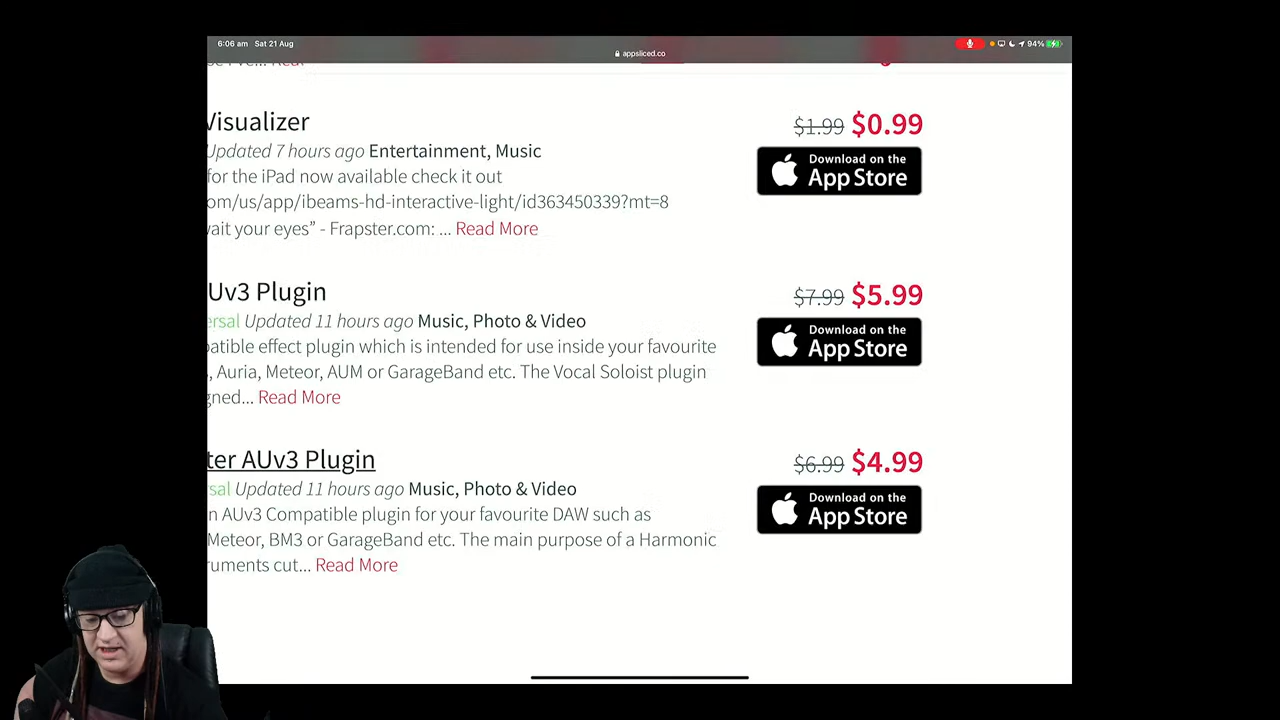 6:06 am Sat 21 Aug
94%
appsliced.co
Visualizer
$1.99 $0.99
Updated 7 hours ago Entertainment, Music
Download on the
App Store
for the iPad now available check it out
om/us/app/ibeams-hd-interactive-light/id363450339?mt=8
wait your eyes” - Frapster.com: ... Read More
Uv3 Plugin
$7.99 $5.99
ersal Updated 11 hours ago Music, Photo & Video
Download on the
App Store
patible effect plugin which is intended for use inside your favourite
, Auria, Meteor, AUM or GarageBand etc. The Vocal Soloist plugin
gned... Read More
ter AUv3 Plugin
$6.99 $4.99
rsal Updated 11 hours ago Music, Photo & Video
Download on the
App Store
n AUv3 Compatible plugin for your favourite DAW such as
Meteor, BM3 or GarageBand etc. The main purpose of a Harmonic
ruments cut... Read More